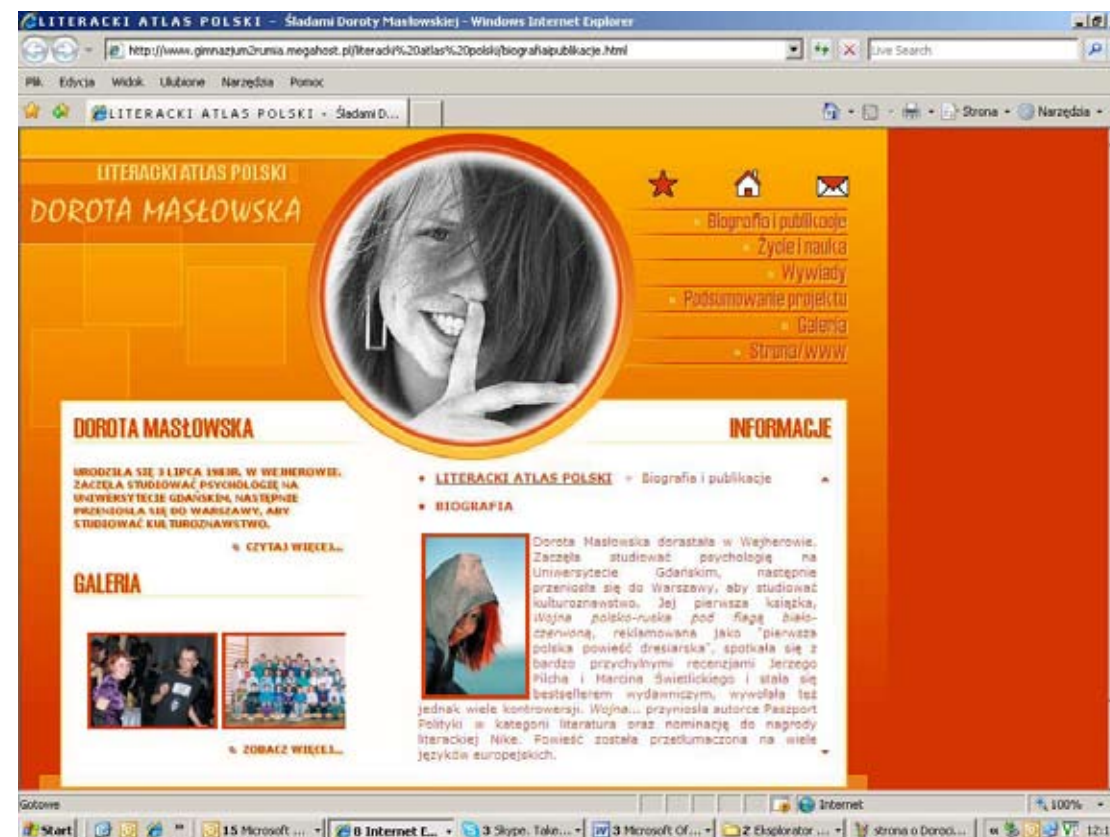 LITERACKI ATLAS POLSKI - Śladami Doroty Masłowskiej - Windows Internet Explorer
http://www.gimnazjum2rumia.megahost.pl/literacki%20atlas%20polski/biografiaipublikacje.html
Live Search
Plik Edycja Widok Ulubione Narzędzia Pomoc
LITERACKI ATLAS POLSKI - Śladami D...
Strona
Narzędzia
LITERACKI ATLAS POLSKI
DOROTA MASŁOWSKA
Biografia i publikacje
Życie i nauka
Wywiady
Podsumowanie projektu
Galeria
Strona/www
DOROTA MASŁOWSKA
URODZIŁA SIĘ 3 LIPCA 1983R. W WEJHEROWIE.
ZACZĘŁA STUDIOWAĆ PSYCHOLOGIĘ NA
UNIWERSYTECIE GDAŃSKIM, NASTĘPNIE
PRZENIOSŁA SIĘ DO WARSZAWY, ABY
STUDIOWAĆ KULTUROZNAWSTWO.
CZYTAJ WIĘCEJ...
GALERIA
ZOBACZ WIĘCEJ...
INFORMACJE
LITERACKI ATLAS POLSKI Biografia i publikacje
BIOGRAFIA
Dorota Masłowska dorastała w Wejherowie.
Zaczęła studiować psychologię na
Uniwersytecie Gdańskim, następnie
przeniosła się do Warszawy, aby studiować
kulturoznawstwo. Jej pierwsza książka,
Wojna polsko-ruska pod flagą biało-
czerwoną, reklamowana jako "pierwsza
polska powieść dresiarska", spotkała się z
bardzo przychylnymi recenzjami Jerzego
Pilcha i Marcina Świetlickiego i stała się
bestsellerem wydawniczym, wywołała też
jednak wiele kontrowersji. Wojna... przyniosła autorce Paszport
Polityki w kategorii literatura oraz nominację do nagrody
literackiej Nike. Powieść została przetłumaczona na wiele
języków europejskich.
Gotowe
Internet
100%
Start
15 Microsoft ...
8 Internet E...
3 Skype. Take...
3 Microsoft Of...
2 Eksplorator ...
strona o Doroci...
12:1